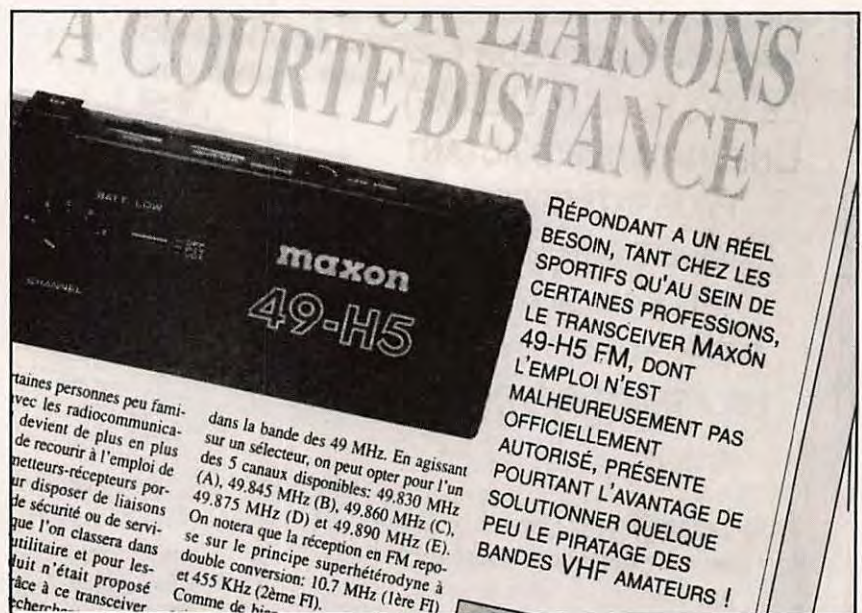 POUR LIAISONS
A COURTE DISTANCE
BATT. LOW
CHANNEL
maxon
49-H5
RÉPONDANT A UN RÉEL
BESOIN, TANT CHEZ LES
SPORTIFS QU'AU SEIN DE
CERTAINES PROFESSIONS,
LE TRANSCEIVER MAXON
49-H5 FM, DONT
L'EMPLOI N'EST
MALHEUREUSEMENT PAS
OFFICIELLEMENT
AUTORISÉ, PRÉSENTE
POURTANT L'AVANTAGE DE
SOLUTIONNER QUELQUE
PEU LE PIRATAGE DES
BANDES VHF AMATEURS !
taines personnes peu fami-
vec les radiocommunica-
devient de plus en plus
de recourir à l'emploi de
metteurs-récepteurs por-
ur disposer de liaisons
de sécurité ou de servi-
que l'on classera dans
utilitaire et pour les-
duit n'était proposé
râce à ce transceiver
echerche
dans la bande des 49 MHz. En agissant
sur un sélecteur, on peut opter pour l'un
des 5 canaux disponibles: 49.830 MHz
(A), 49.845 MHz (B), 49.860 MHz (C),
49.875 MHz (D) et 49.890 MHz (E).
On notera que la réception en FM repo-
se sur le principe superhétérodyne à
double conversion: 10.7 MHz (1ère FI)
et 455 KHz (2ème FI).
Comme de bien